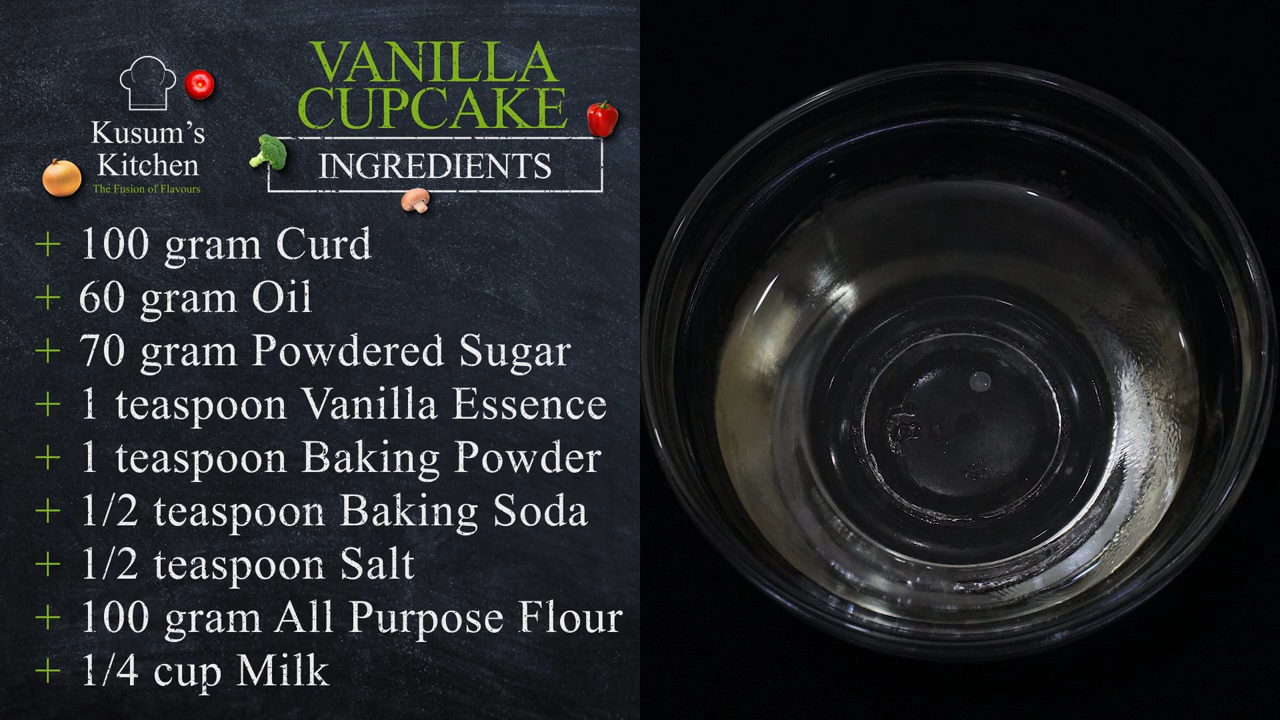 Kusum's
Kitchen
The Fusion of Flavours
VANILLA
CUPCAKE
INGREDIENTS
+ 100 gram Curd
+ 60 gram Oil
+ 70 gram Powdered Sugar
+ 1 teaspoon Vanilla Essence
+ 1 teaspoon Baking Powder
+ 1/2 teaspoon Baking Soda
+ 1/2 teaspoon Salt
+ 100 gram All Purpose Flour
+ 1/4 cup Milk